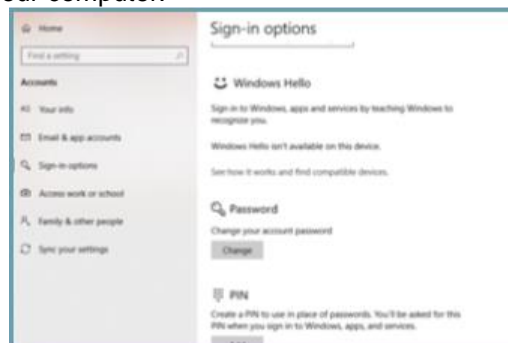 our computer.
Home
Sign-in options
Find a setting
Accounts
Windows Hello
Your info
Sign in to Windows, apps and services by teaching Windows to
recognize you.
Email & app accounts
Windows Hello isn't available on this device.
Sign-in options
See how it works and find compatible devices.
Access work or school
Password
Family & other people
Change your account password
Sync your settings
Change
PIN
Create a PIN to use in place of passwords. You'll be asked for this
PIN when you sign in to Windows, apps, and services.